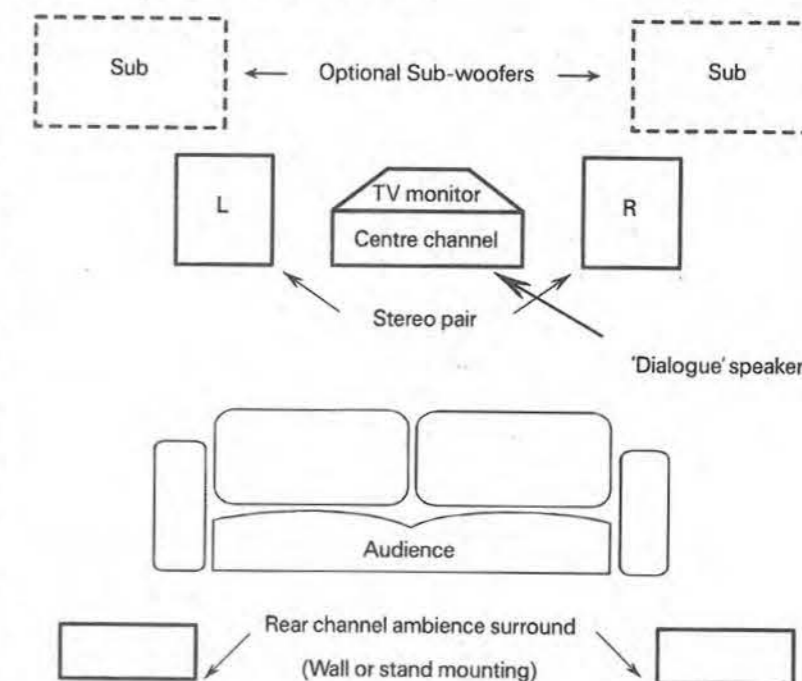 Sub
Optional Sub-woofers
Sub
L
TV monitor
Centre channel
R
Stereo pair
'Dialogue' speaker
Audience
Rear channel ambience surround
(Wall or stand mounting)